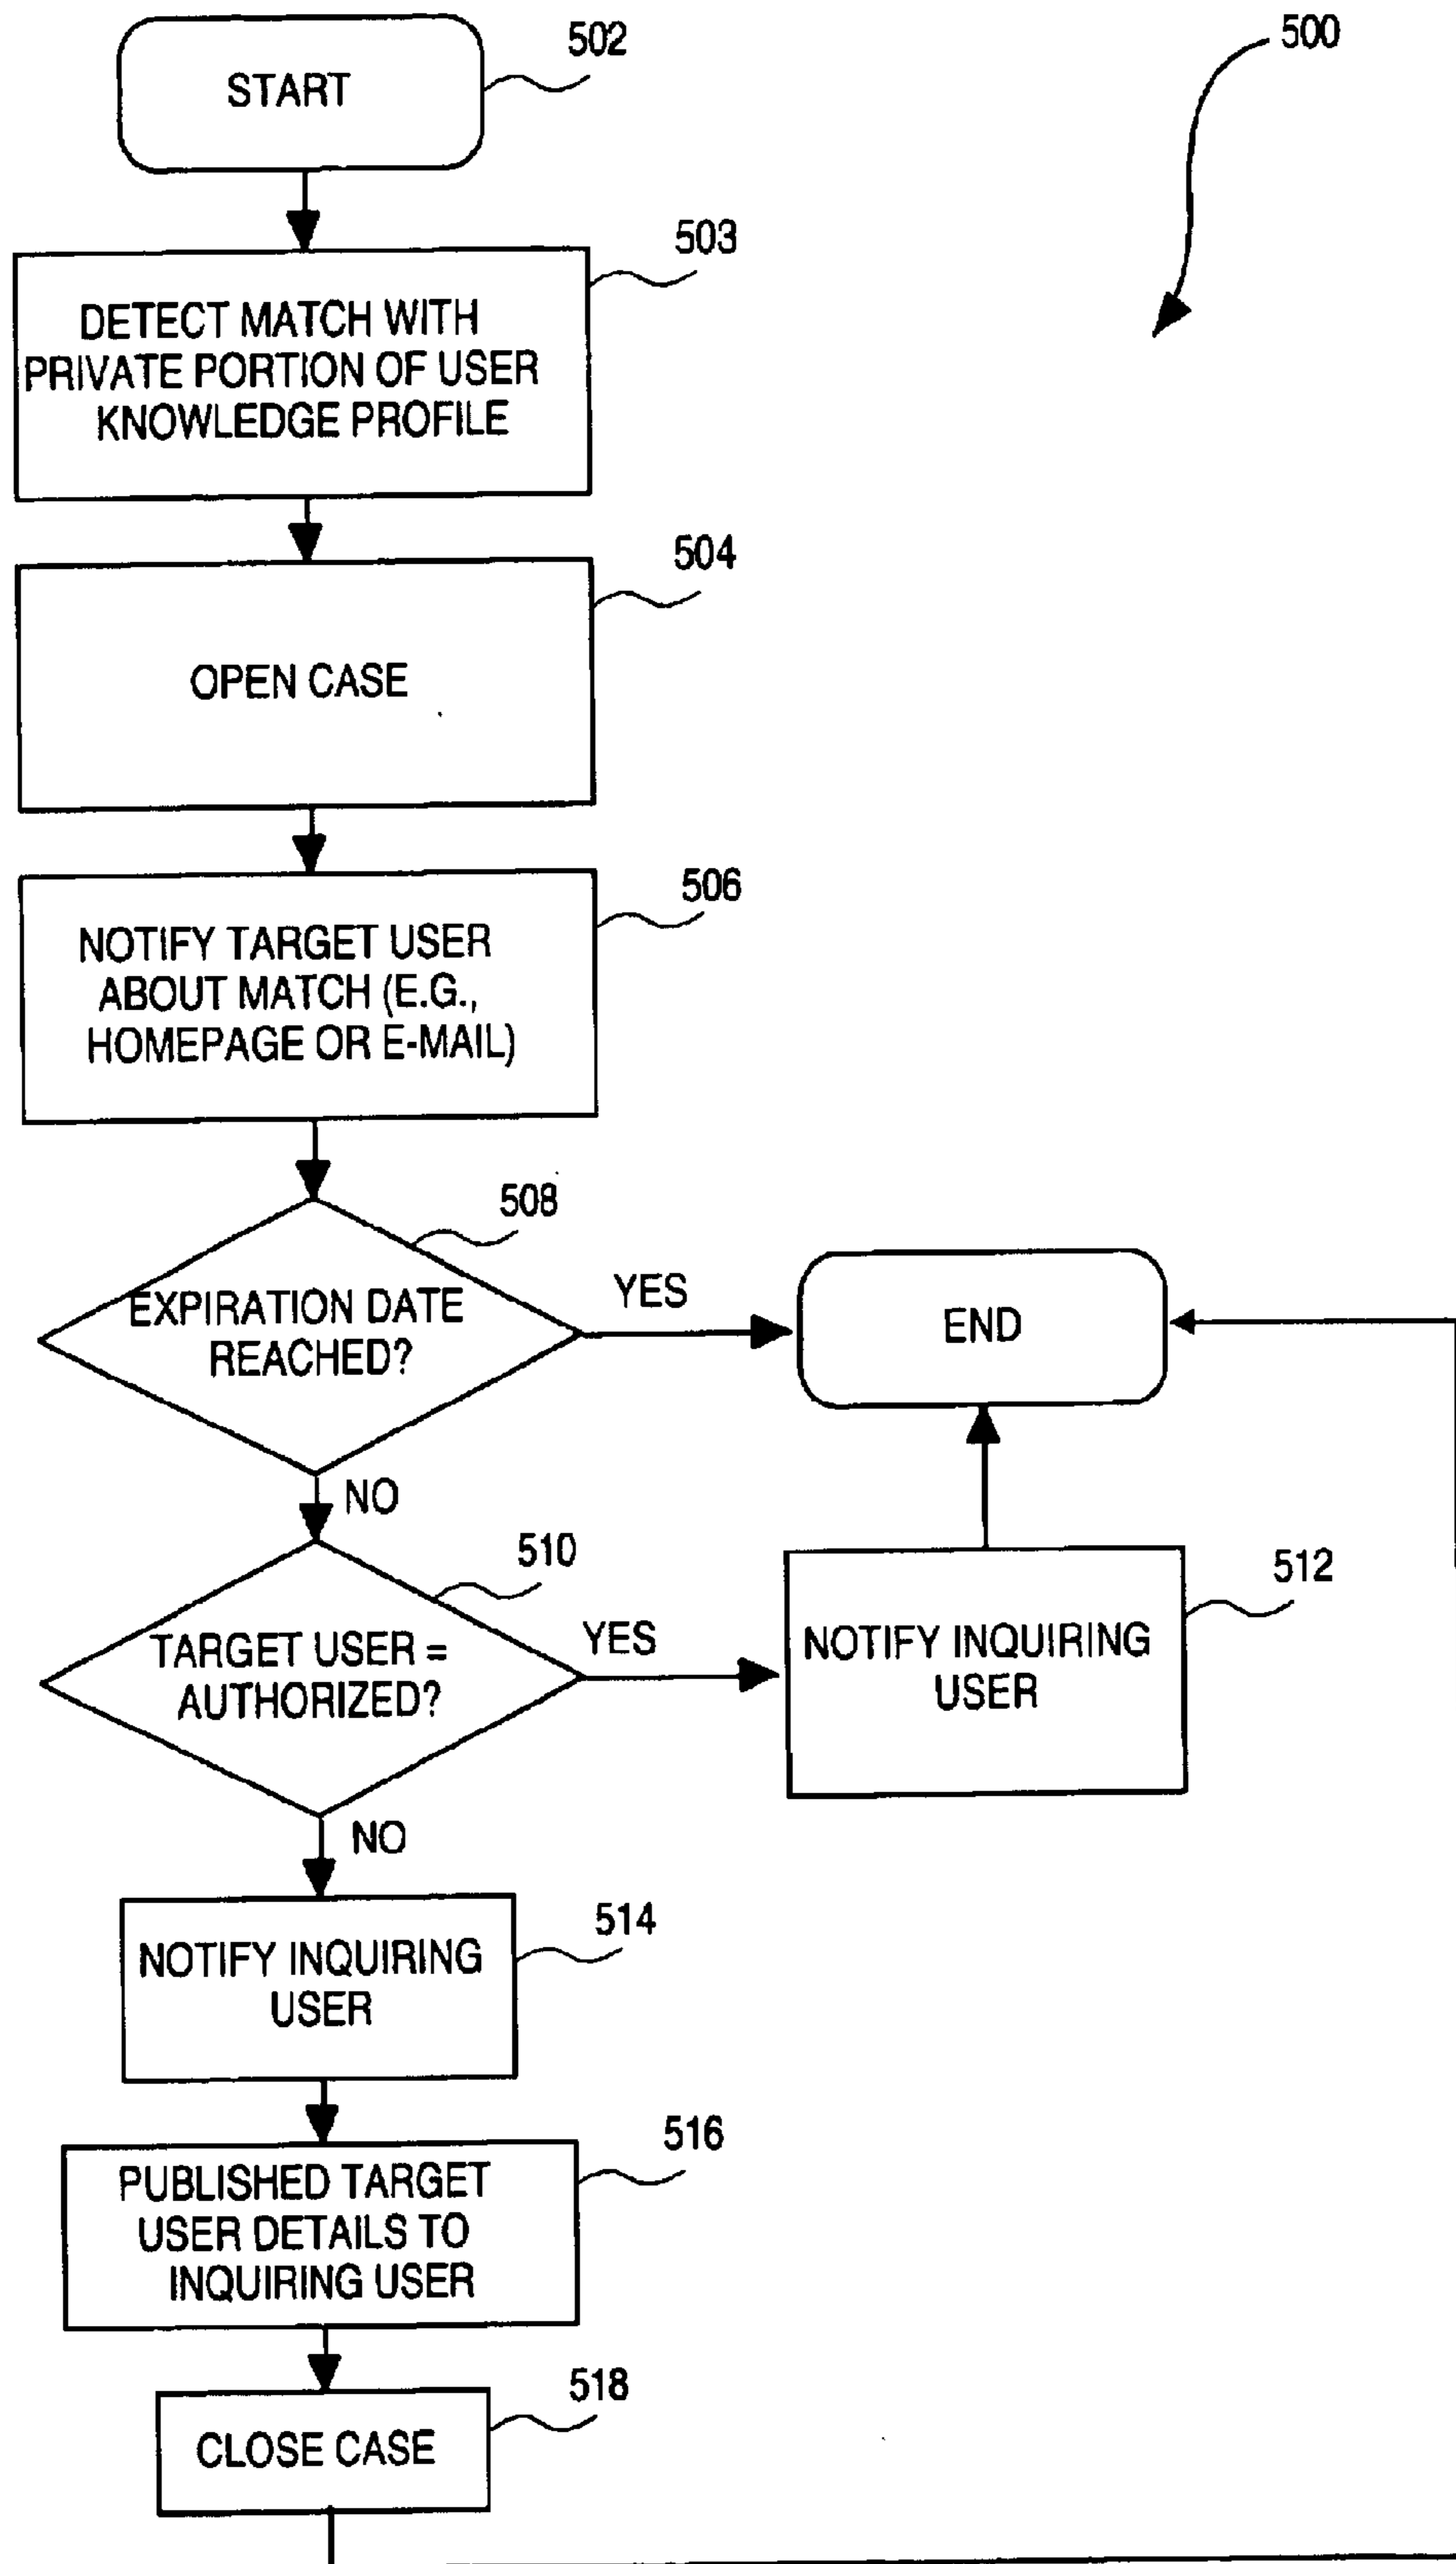 500
502
START
503
DETECT MATCH WITH
PRIVATE PORTION OF USER
KNOWLEDGE PROFILE
504
OPEN CASE
506
NOTIFY TARGET USER
ABOUT MATCH (E.G.,
HOMEPAGE OR E-MAIL)
508
EXPIRATION DATE
REACHED?
YES
END
NO
510
TARGET USER =
AUTHORIZED?
YES
512
NOTIFY INQUIRING
USER
NO
514
NOTIFY INQUIRING
USER
516
PUBLISHED TARGET
USER DETAILS TO
INQUIRING USER
518
CLOSE CASE